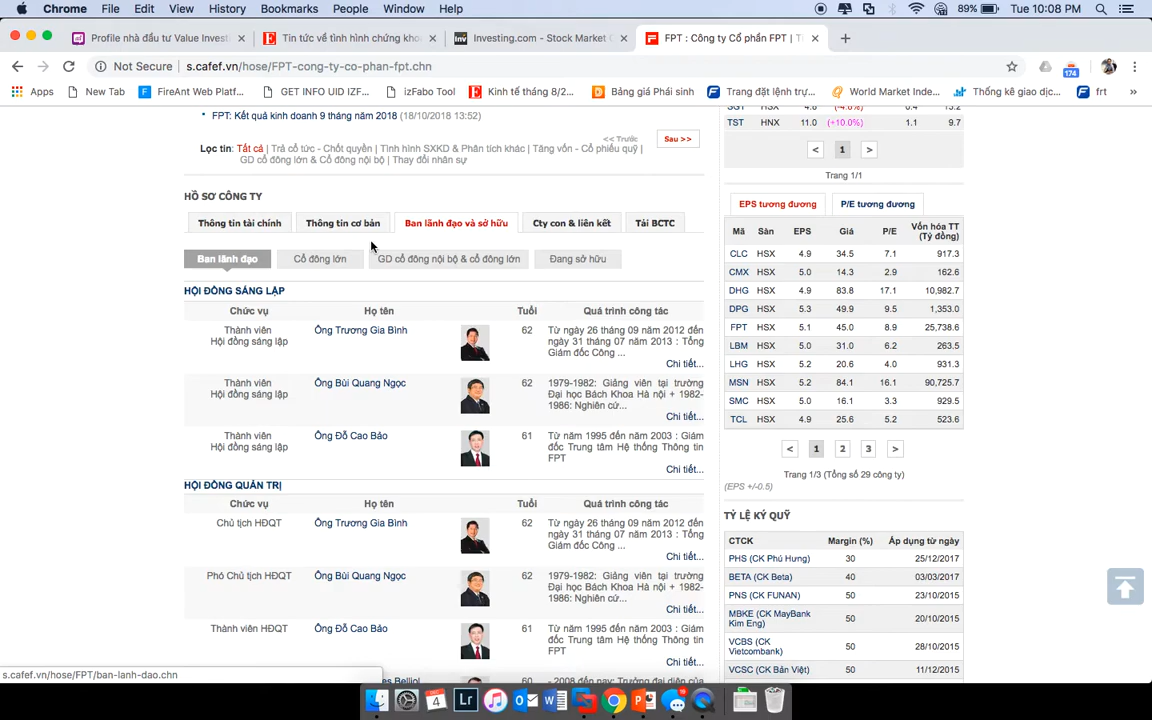 Chrome File Edit View History Bookmarks People Window Help 89% Tue 10:08 PM
Profile nhà đầu tư Value Investi Tin tức về tình hình chứng kho Investing.com - Stock Market FPT : Công ty Cổ phần FPT | T
Not Secure | s.cafef.vn/hose/FPT-cong-ty-co-phan-fpt.chn 174
Apps New Tab FireAnt Web Platf... GET INFO UID IZF... izFabo Tool Kinh tế tháng 8/2... Bảng giá Phái sinh Trang đặt lệnh trự... World Market Inde... Thống kê giao dịc... frt »
• FPT: Kết quả kinh doanh 9 tháng năm 2018 (18/10/2018 13:52)
<< Trước Sau >>
Lọc tin: Tất cả | Trả cổ tức - Chốt quyền | Tình hình SXKD & Phân tích khác | Tăng vốn - Cổ phiếu quỹ |
GD cổ đông lớn & Cổ đông nội bộ | Thay đổi nhân sự
HỒ SƠ CÔNG TY
Thông tin tài chính Thông tin cơ bản Ban lãnh đạo và sở hữu Cty con & liên kết Tải BCTC
Ban lãnh đạo Cổ đông lớn GD cổ đông nội bộ & cổ đông lớn Đang sở hữu
HỘI ĐỒNG SÁNG LẬP
Chức vụ Họ tên Tuổi Quá trình công tác
Thành viên
Hội đồng sáng lập
Ông Trương Gia Bình 62
Từ ngày 26 tháng 09 năm 2012 đến
ngày 31 tháng 07 năm 2013 : Tổng
Giám đốc Công ...
Chi tiết...
Thành viên
Hội đồng sáng lập
Ông Bùi Quang Ngọc 62
1979-1982: Giảng viên tại trường
Đại học Bách Khoa Hà nội + 1982-
1986: Nghiên cứ...
Chi tiết...
Thành viên
Hội đồng sáng lập
Ông Đỗ Cao Bảo 61
Từ năm 1995 đến năm 2003 : Giám
đốc Trung tâm Hệ thống Thông tin
FPT
Chi tiết...
HỘI ĐỒNG QUẢN TRỊ
Chức vụ Họ tên Tuổi Quá trình công tác
Chủ tịch HĐQT Ông Trương Gia Bình 62
Từ ngày 26 tháng 09 năm 2012 đến
ngày 31 tháng 07 năm 2013 : Tổng
Giám đốc Công ...
Chi tiết...
Phó Chủ tịch HĐQT Ông Bùi Quang Ngọc 62
1979-1982: Giảng viên tại trường
Đại học Bách Khoa Hà nội + 1982-
1986: Nghiên cứ...
Chi tiết...
Thành viên HĐQT Ông Đỗ Cao Bảo 61
Từ năm 1995 đến năm 2003 : Giám
đốc Trung tâm Hệ thống Thông tin
FPT
Chi tiết...
Belliol 60 - 2008 đến nay: Trưởng đại diện của
s.cafef.vn/hose/FPT/ban-lanh-dao.chn
TST HNX 11.0 (+10.0%) 1.1 9.7
< 1 >
Trang 1/1
EPS tương đương P/E tương đương
Mã Sàn EPS Giá P/E Vốn hóa TT
(Tỷ đồng)
CLC HSX 4.9 34.5 7.1 917.3
CMX HSX 5.0 14.3 2.9 162.6
DHG HSX 4.9 83.8 17.1 10,982.7
DPG HSX 5.3 49.9 9.5 1,353.0
FPT HSX 5.1 45.0 8.9 25,738.6
LBM HSX 5.0 31.0 6.2 263.5
LHG HSX 5.2 20.6 4.0 931.3
MSN HSX 5.2 84.1 16.1 90,725.7
SMC HSX 5.0 16.1 3.3 929.5
TCL HSX 4.9 25.6 5.2 523.6
< 1 2 3 >
Trang 1/3 (Tổng số 29 công ty)
(EPS +/-0.5)
TỶ LỆ KÝ QUỸ
CTCK Margin (%) Áp dụng từ ngày
PHS (CK Phú Hưng) 30 25/12/2017
BETA (CK Beta) 40 03/03/2017
PNS (CK FUNAN) 50 23/10/2015
MBKE (CK MayBank
Kim Eng) 50 20/10/2015
VCBS (CK
Vietcombank) 50 28/10/2015
VCSC (CK Bản Việt) 50 11/12/2015
4 Lr